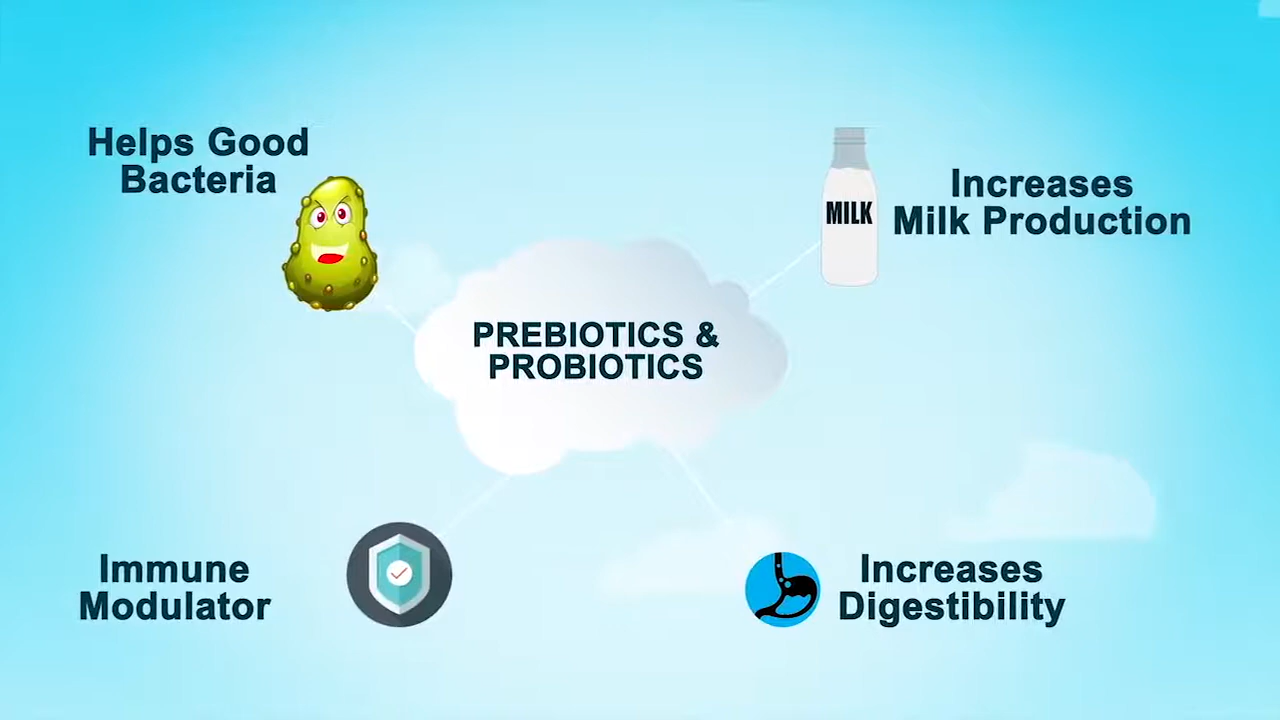 Helps Good
Bacteria
MILK
Increases
Milk Production
PREBIOTICS &
PROBIOTICS
Immune
Modulator
Increases
Digestibility